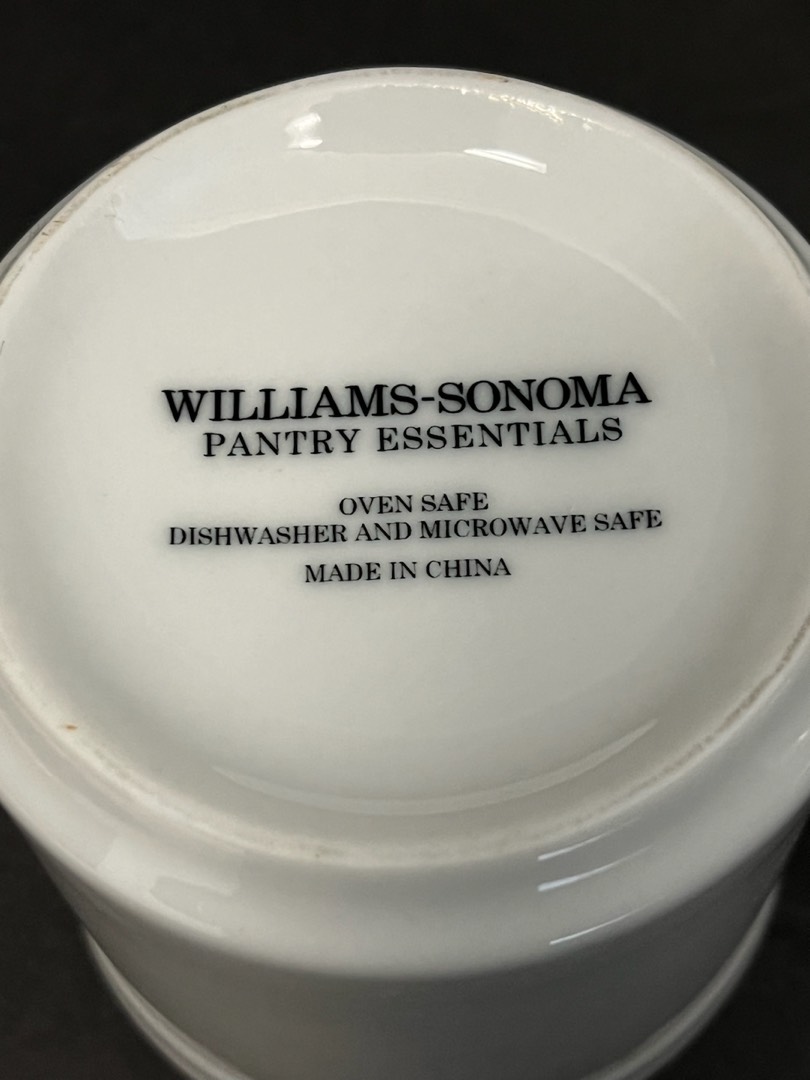 WILLIAMS-SONOMA
PANTRY ESSENTIALS
OVEN SAFE
DISHWASHER AND MICROWAVE SAFE
MADE IN CHINA